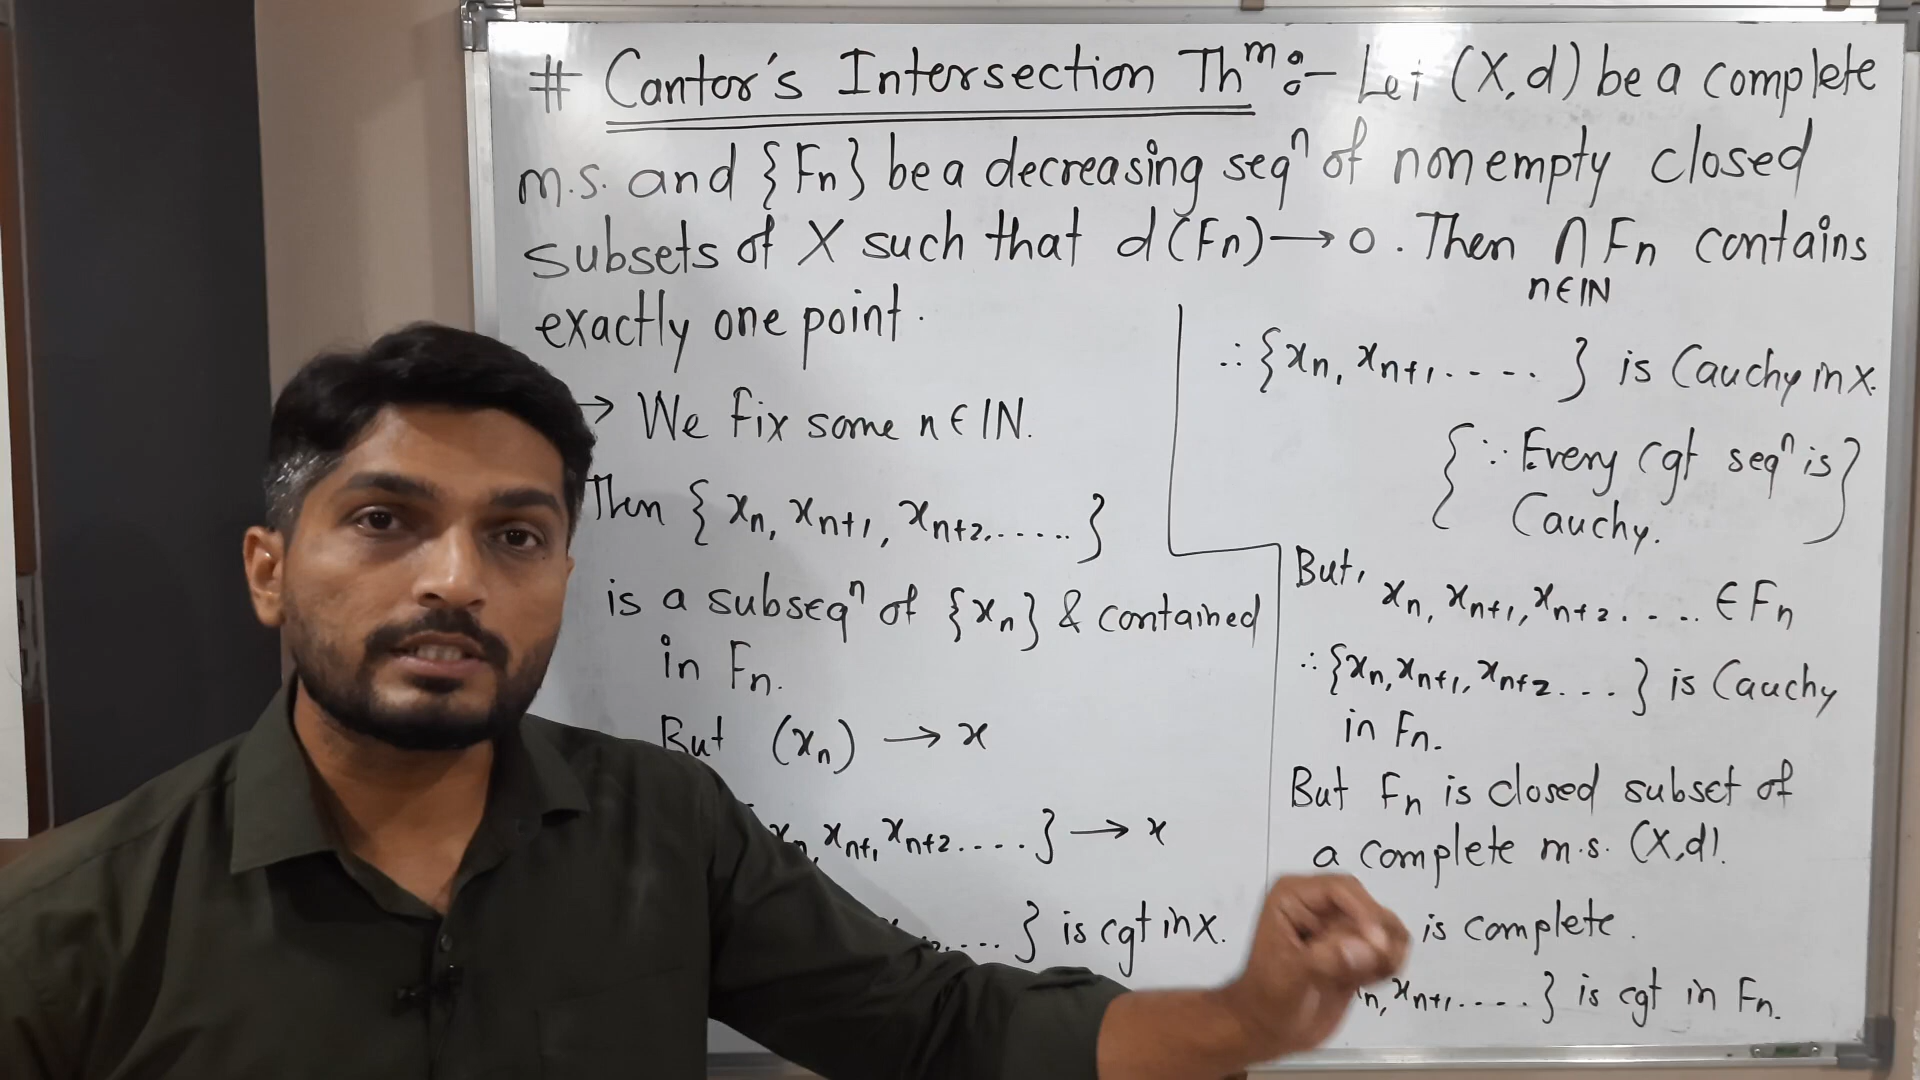 # Cantor's Intersection Thᵐ :- Let (X,d) be a complete
m.s. and {Fn} be a decreasing seqⁿ of nonempty closed
subsets of X such that d(Fn) → 0. Then ∩ Fn contains
n∈ℕ
exactly one point.
→ We fix some n∈ℕ.
Then {xn, xn+1, xn+2, .....}
is a subseqⁿ of {xn} & contained
in Fn.
But (xn) → x
xn, xn+1, xn+2 ....} → x
....} is cgt in X.
∴ {xn, xn+1 .....} is Cauchy in X.
{∵ Every cgt seqⁿ is
Cauchy.}
But, xn, xn+1, xn+2 ..... ∈ Fn
∴ {xn, xn+1, xn+2 ...} is Cauchy
in Fn.
But Fn is closed subset of
a complete m.s. (X,d).
is complete.
n, xn+1 .....} is cgt in Fn.